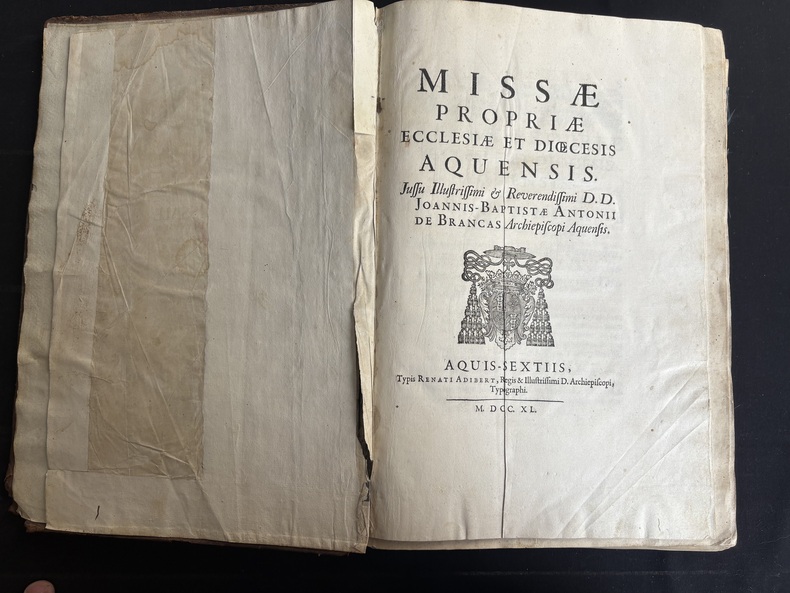 MISSÆ
PROPRIÆ
ECCLESIÆ ET DIŒCESIS
AQUENSIS.
Juſſu Illuſtriſſimi & Reverendiſſimi D. D.
JOANNIS-BAPTISTÆ ANTONII
DE BRANCAS Archiepiſcopi Aquenſis.
AQUIS-SEXTIIS,
Typis RENATI ADIBERT, Regis & Illuſtriſſimi D. Archiepiſcopi,
Typographi.
M. DCC. XL.